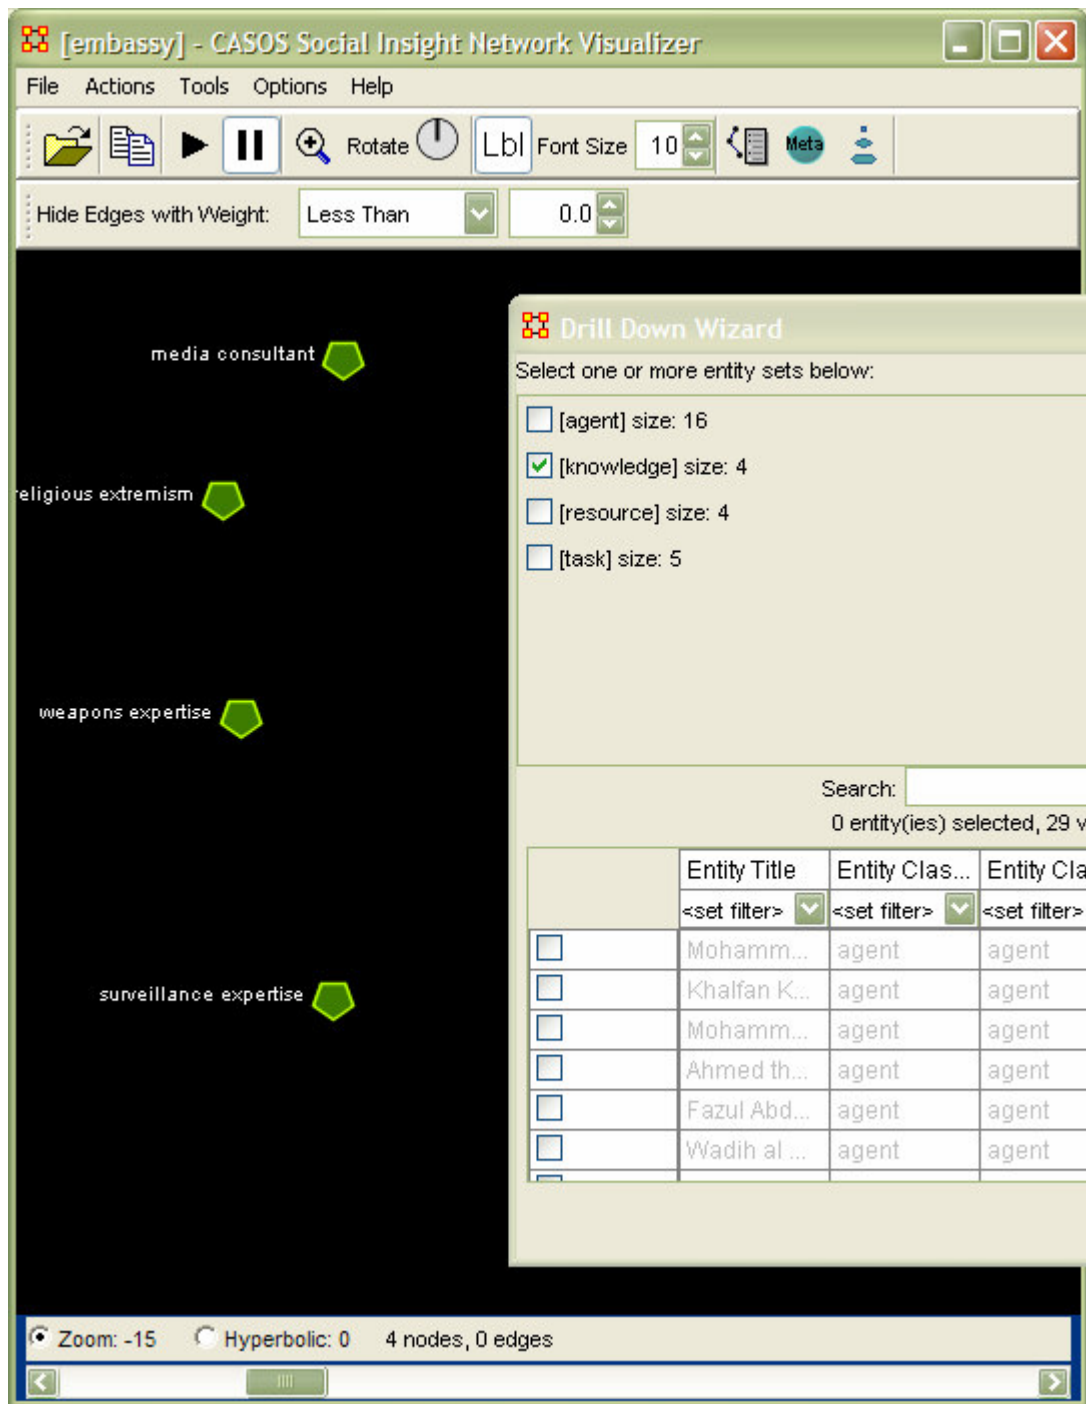 [embassy] - CASOS Social Insight Network Visualizer
File Actions Tools Options Help
Rotate Lbl Font Size 10 Meta
Hide Edges with Weight: Less Than 0.0
media consultant
religious extremism
weapons expertise
surveillance expertise
Drill Down Wizard
Select one or more entity sets below:
[agent] size: 16
[knowledge] size: 4
[resource] size: 4
[task] size: 5
Search:
0 entity(ies) selected, 29 v
Entity Title Entity Clas... Entity Cla
<set filter> <set filter> <set filter>
Mohamm... agent agent
Khalfan K... agent agent
Mohamm... agent agent
Ahmed th... agent agent
Fazul Abd... agent agent
Wadih al ... agent agent
Zoom: -15 Hyperbolic: 0 4 nodes, 0 edges